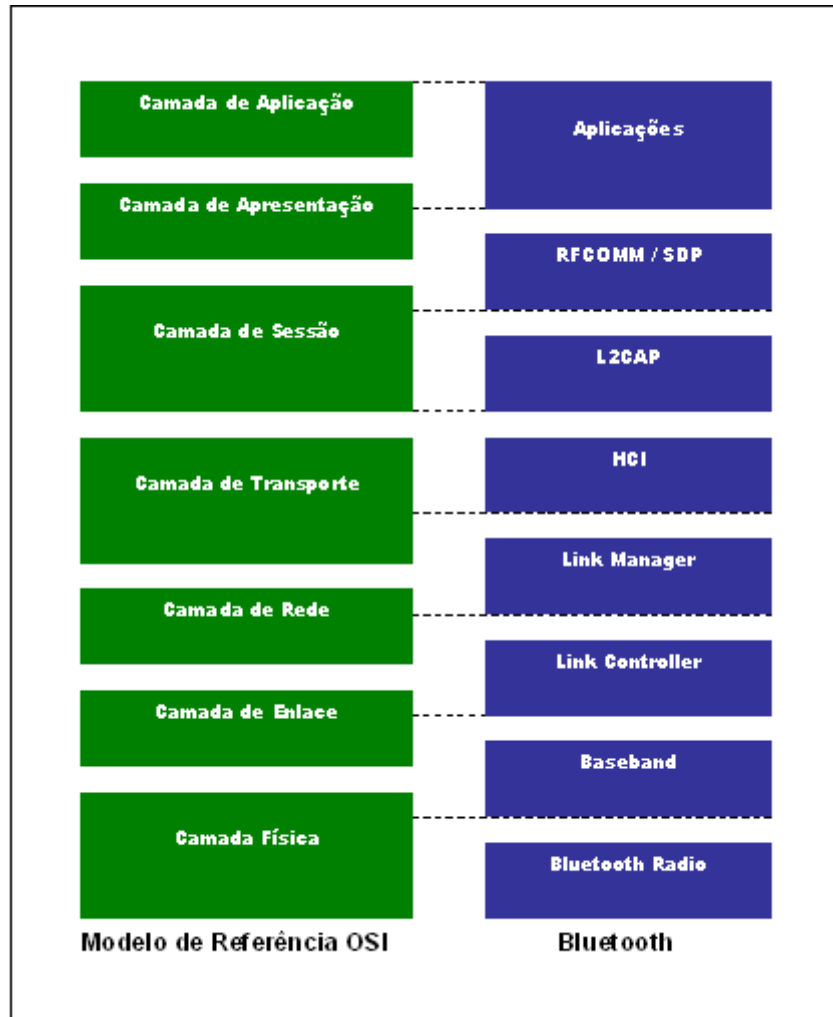 Camada de Aplicação
Camada de Apresentação
Camada de Sessão
Camada de Transporte
Camada de Rede
Camada de Enlace
Camada Física
Modelo de Referência OSI
Aplicações
RFCOMM / SDP
L2CAP
HCI
Link Manager
Link Controller
Baseband
Bluetooth Radio
Bluetooth